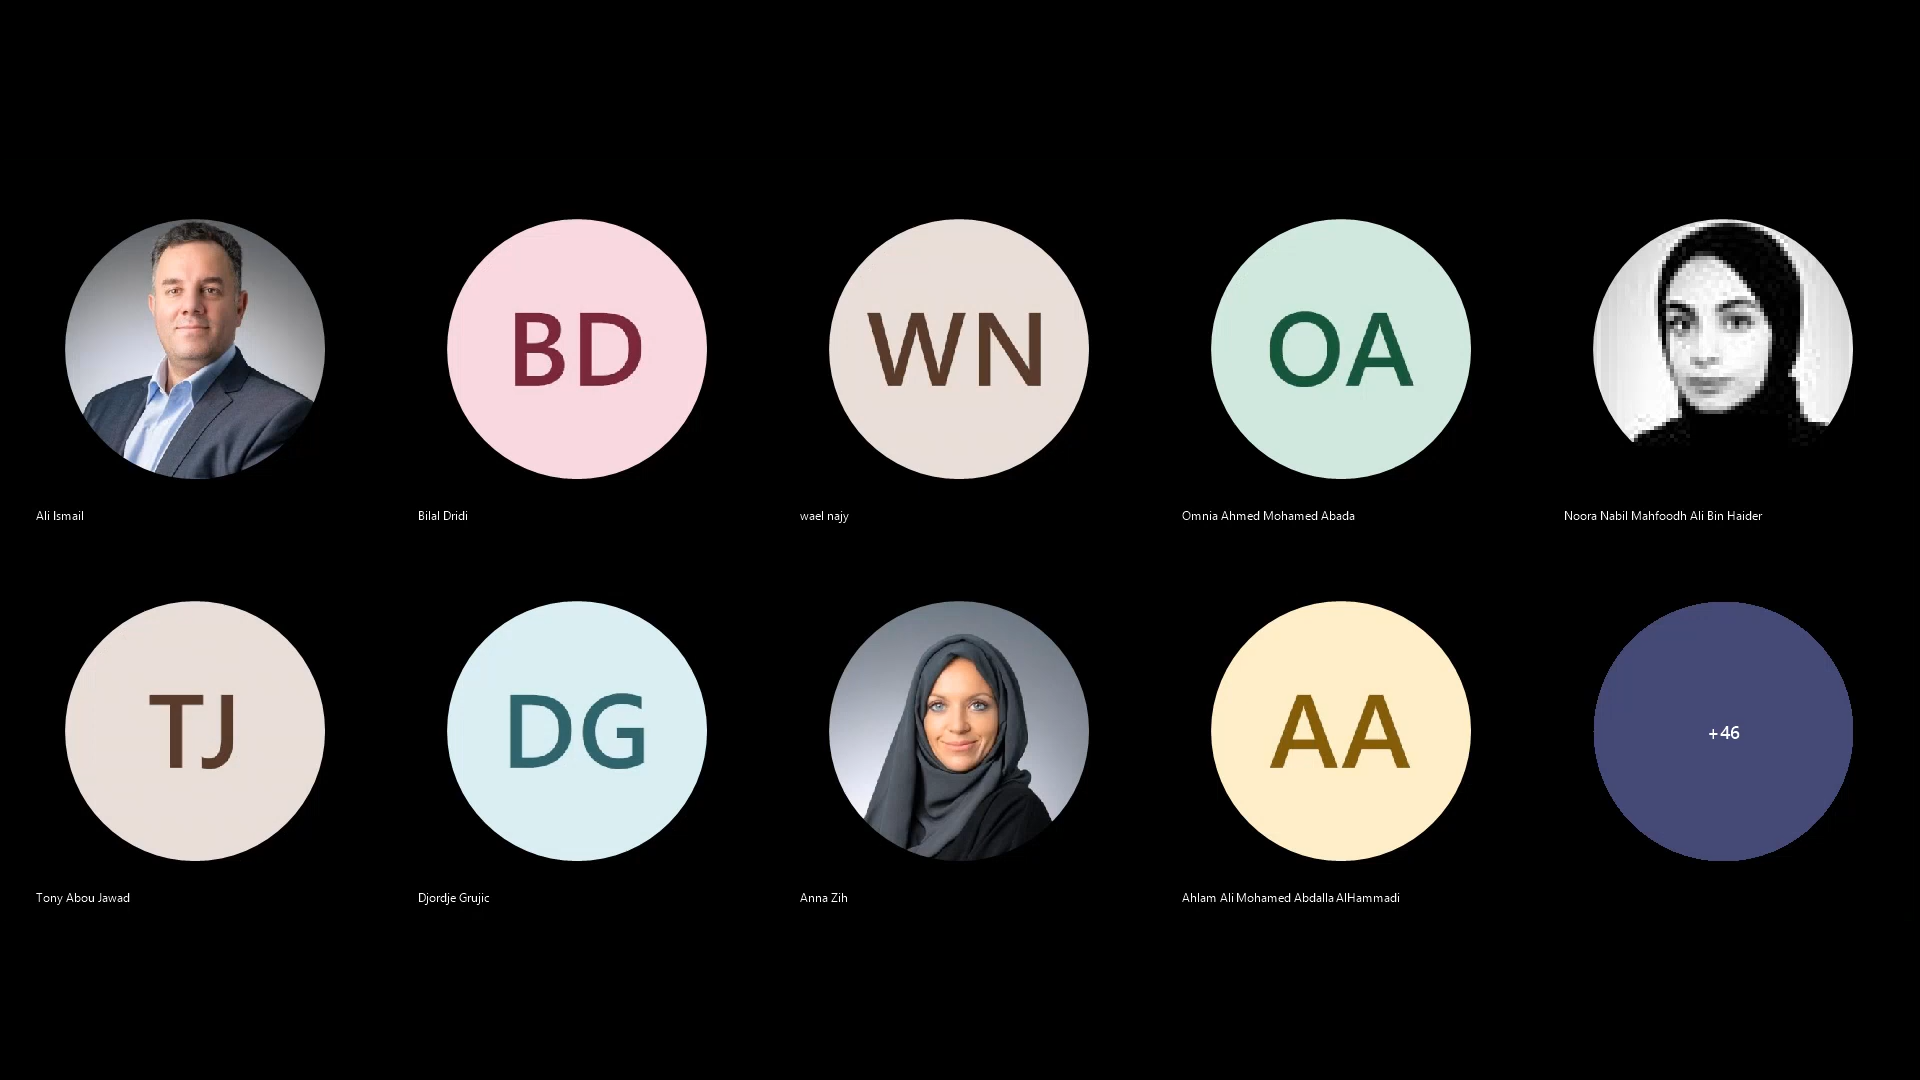 BD
WN
OA
Ali Ismail
Bilal Dridi
wael najy
Omnia Ahmed Mohamed Abada
Noora Nabil Mahfoodh Ali Bin Haider
TJ
DG
AA
+46
Tony Abou Jawad
Djordje Grujic
Anna Zih
Ahlam Ali Mohamed Abdalla AlHammadi